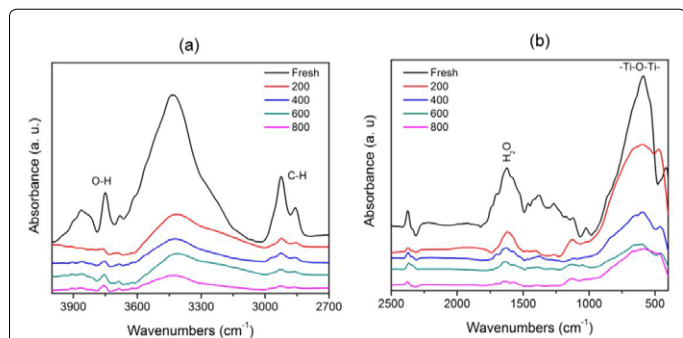 (a)
Absorbance (a. u.)
Fresh
200
400
600
800
O-H
C-H
3900 3600 3300 3000 2700
Wavenumbers (cm⁻¹)
(b)
Absorbance (a. u)
Fresh
200
400
600
800
H₂O
-Ti-O-Ti-
2500 2000 1500 1000 500
Wavenumbers (cm⁻¹)